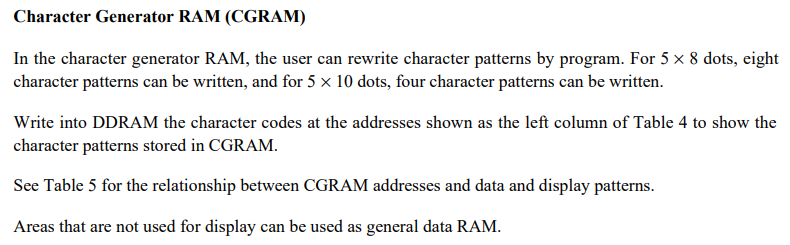 Character Generator RAM (CGRAM)
In the character generator RAM, the user can rewrite character patterns by program. For 5 × 8 dots, eight
character patterns can be written, and for 5 × 10 dots, four character patterns can be written.
Write into DDRAM the character codes at the addresses shown as the left column of Table 4 to show the
character patterns stored in CGRAM.
See Table 5 for the relationship between CGRAM addresses and data and display patterns.
Areas that are not used for display can be used as general data RAM.